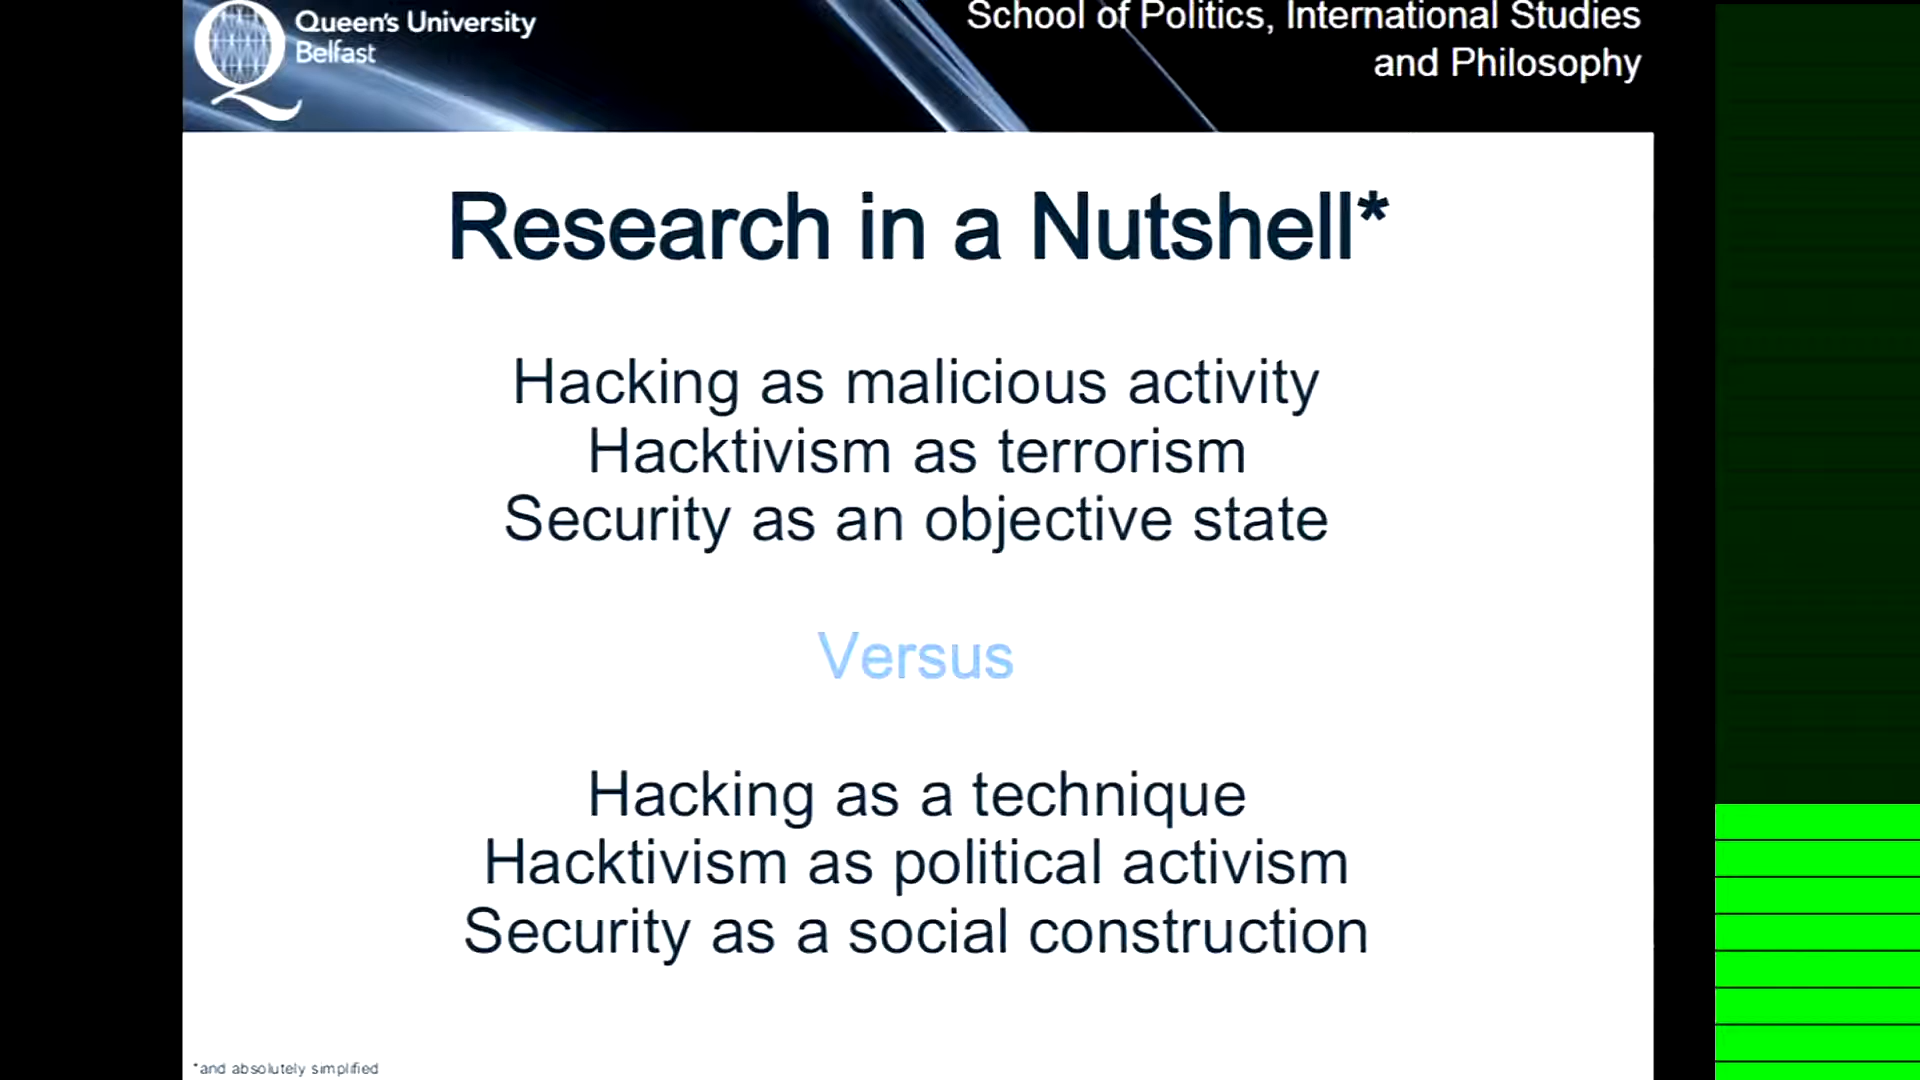 Queen's University
Belfast
School of Politics, International Studies
and Philosophy
Research in a Nutshell*
Hacking as malicious activity
Hacktivism as terrorism
Security as an objective state
Versus
Hacking as a technique
Hacktivism as political activism
Security as a social construction
*and absolutely simplified